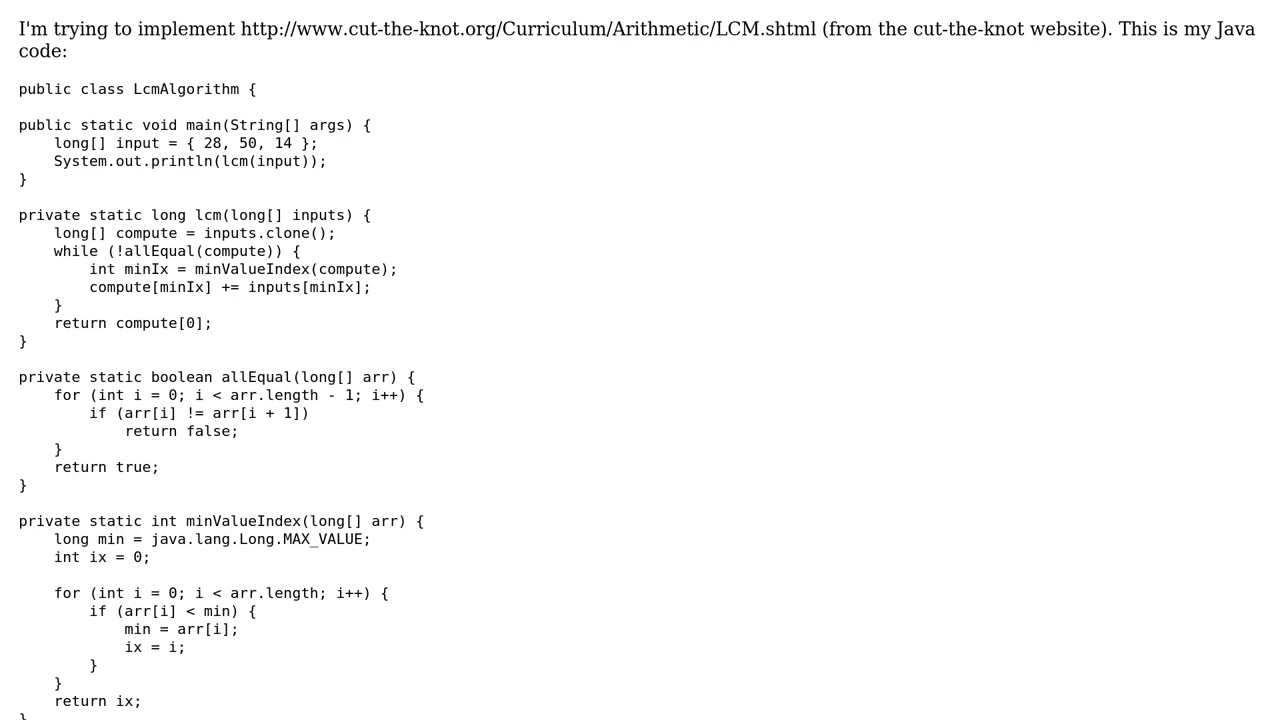 I'm trying to implement http://www.cut-the-knot.org/Curriculum/Arithmetic/LCM.shtml (from the cut-the-knot website). This is my Java
code:
public class LcmAlgorithm {
public static void main(String[] args) {
    long[] input = { 28, 50, 14 };
    System.out.println(lcm(input));
}
private static long lcm(long[] inputs) {
    long[] compute = inputs.clone();
    while (!allEqual(compute)) {
        int minIx = minValueIndex(compute);
        compute[minIx] += inputs[minIx];
    }
    return compute[0];
}
private static boolean allEqual(long[] arr) {
    for (int i = 0; i < arr.length - 1; i++) {
        if (arr[i] != arr[i + 1])
            return false;
    }
    return true;
}
private static int minValueIndex(long[] arr) {
    long min = java.lang.Long.MAX_VALUE;
    int ix = 0;
    for (int i = 0; i < arr.length; i++) {
        if (arr[i] < min) {
            min = arr[i];
            ix = i;
        }
    }
    return ix;
}